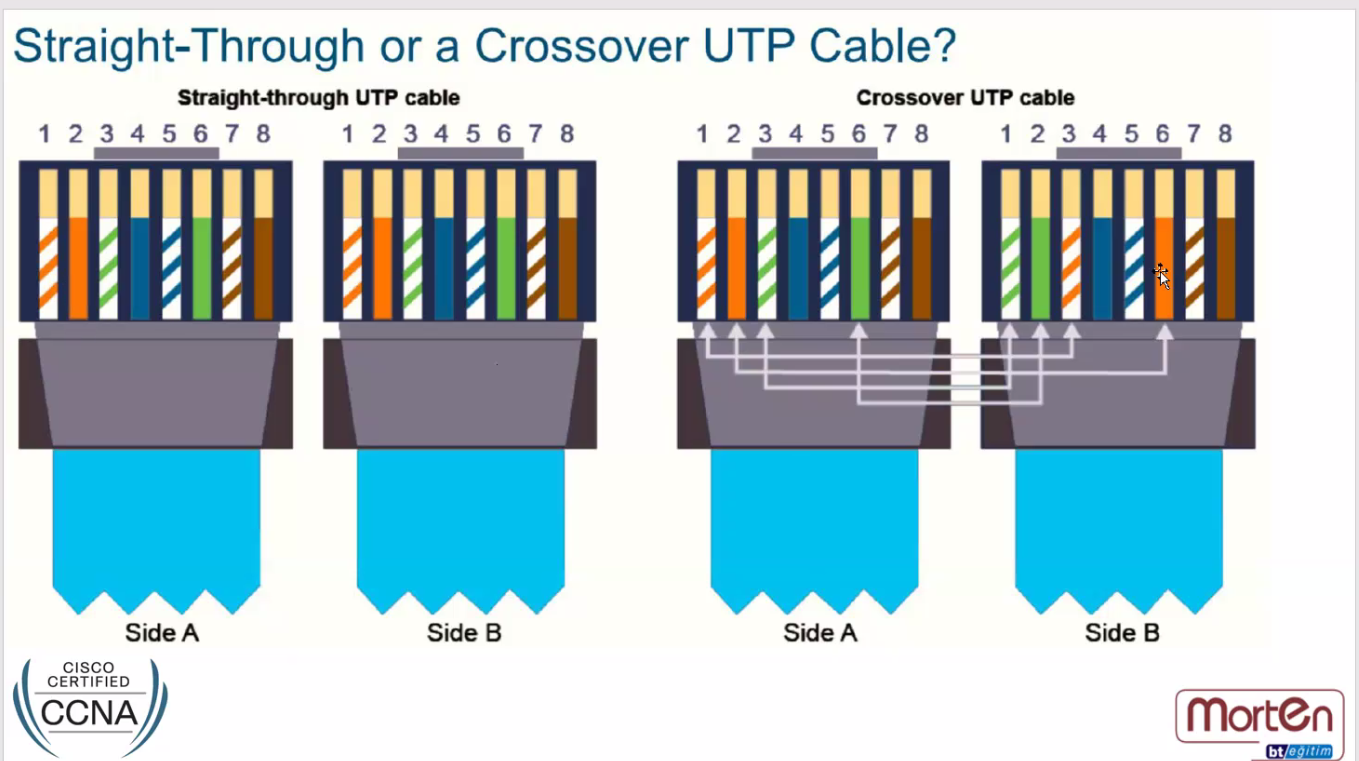 Straight-Through or a Crossover UTP Cable?
Straight-through UTP cable
1 2 3 4 5 6 7 8
1 2 3 4 5 6 7 8
Side A
Side B
Crossover UTP cable
1 2 3 4 5 6 7 8
1 2 3 4 5 6 7 8
Side A
Side B
CISCO
CERTIFIED
CCNA
MortEn
bt/eğitim